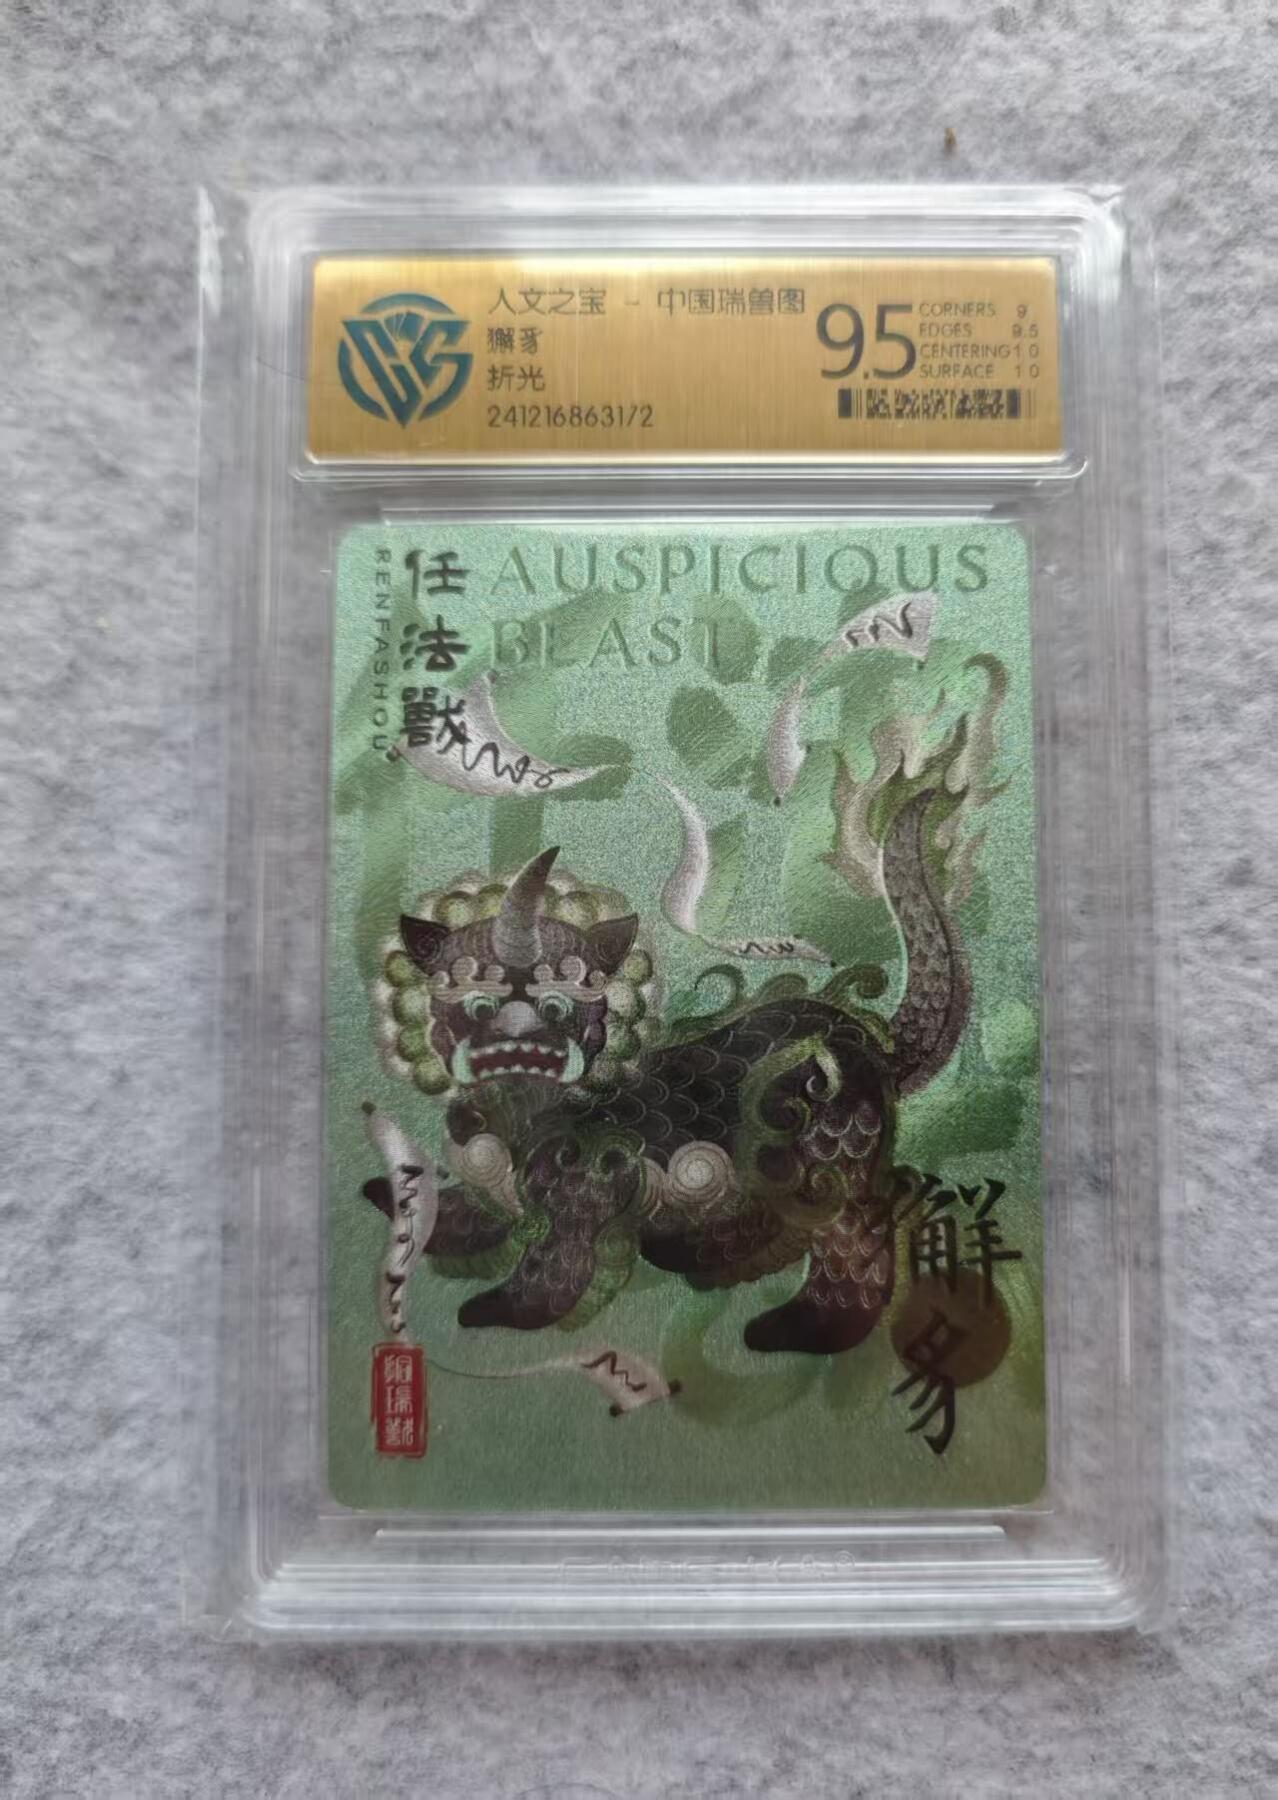 人文之宝 - 中国瑞兽图
獬豸
折光
241216863172
9.5
CORNERS 9
EDGES 9.5
CENTERING 10
SURFACE 10
任法獸
RENFASHOU
AUSPICIOUS
BEAST
獬豸